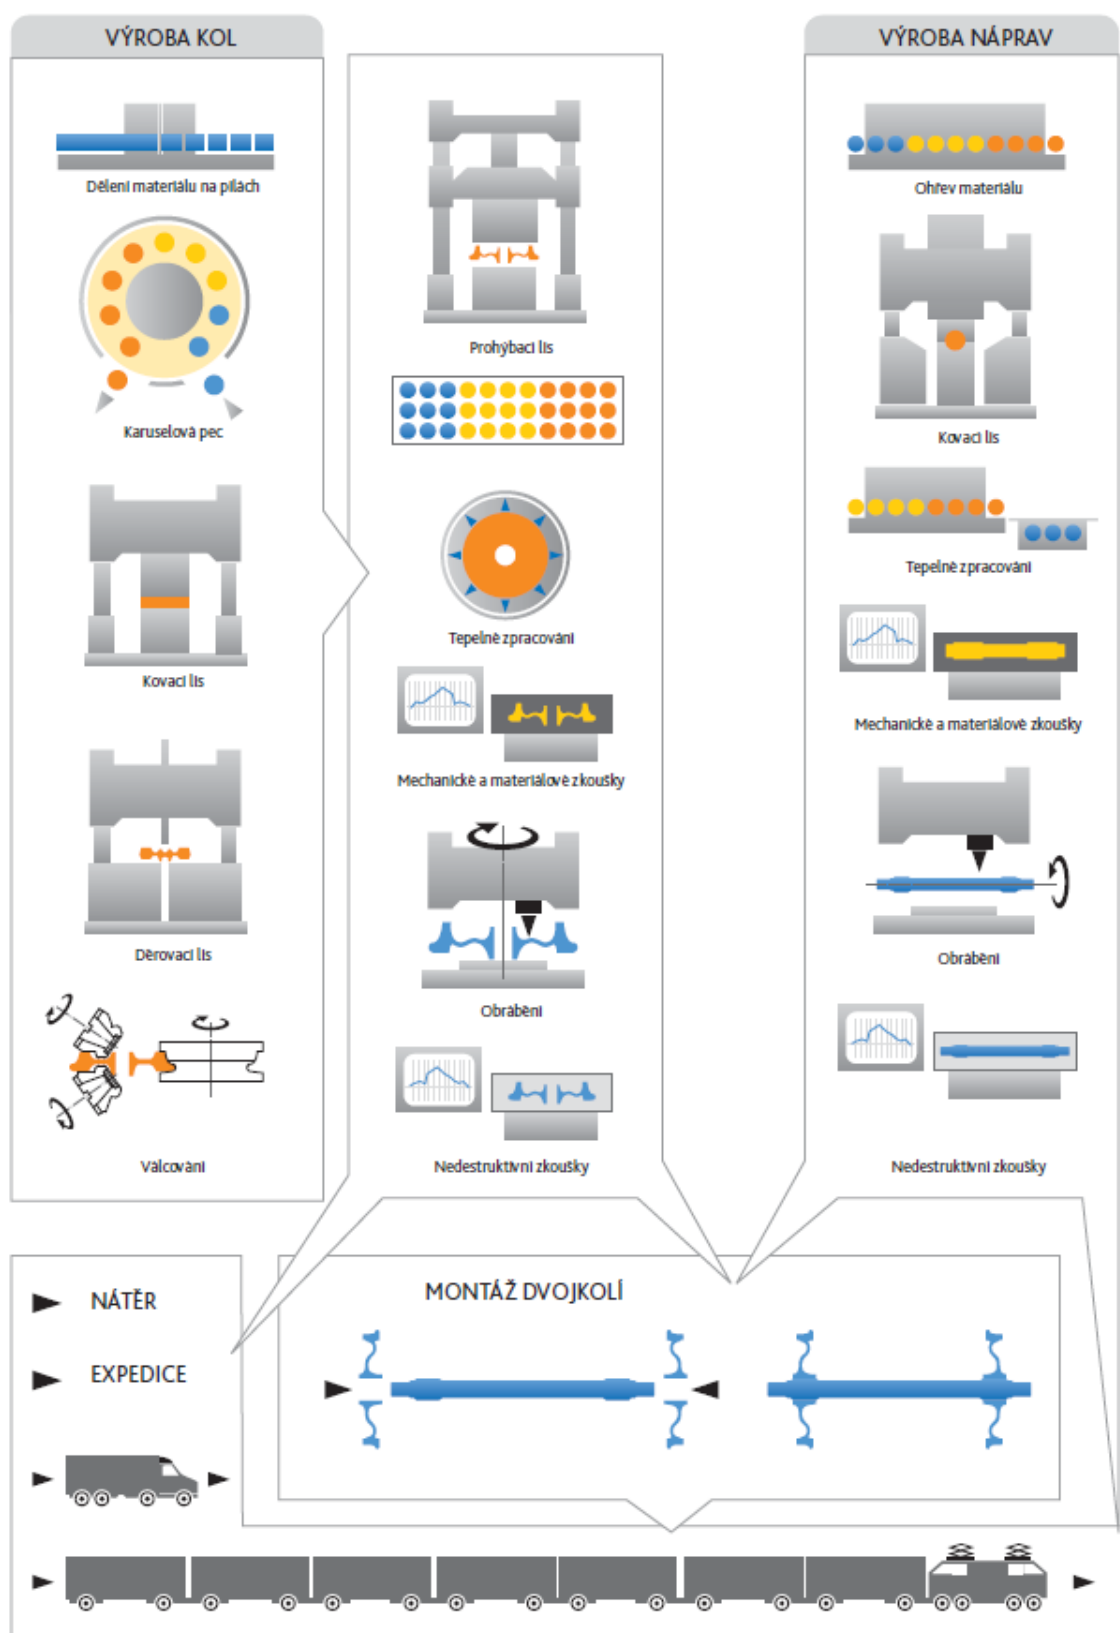 VÝROBA KOL
Dělení materiálu na pilách
Karuselová pec
Kovací lis
Děrovací lis
Válcování
Prohýbací lis
Tepelné zpracování
Mechanické a materiálové zkoušky
Obrábění
Nedestruktivní zkoušky
VÝROBA NÁPRAV
Ohřev materiálu
Kovací lis
Tepelné zpracování
Mechanické a materiálové zkoušky
Obrábění
Nedestruktivní zkoušky
MONTÁŽ DVOJKOLÍ
NÁTĚR
EXPEDICE